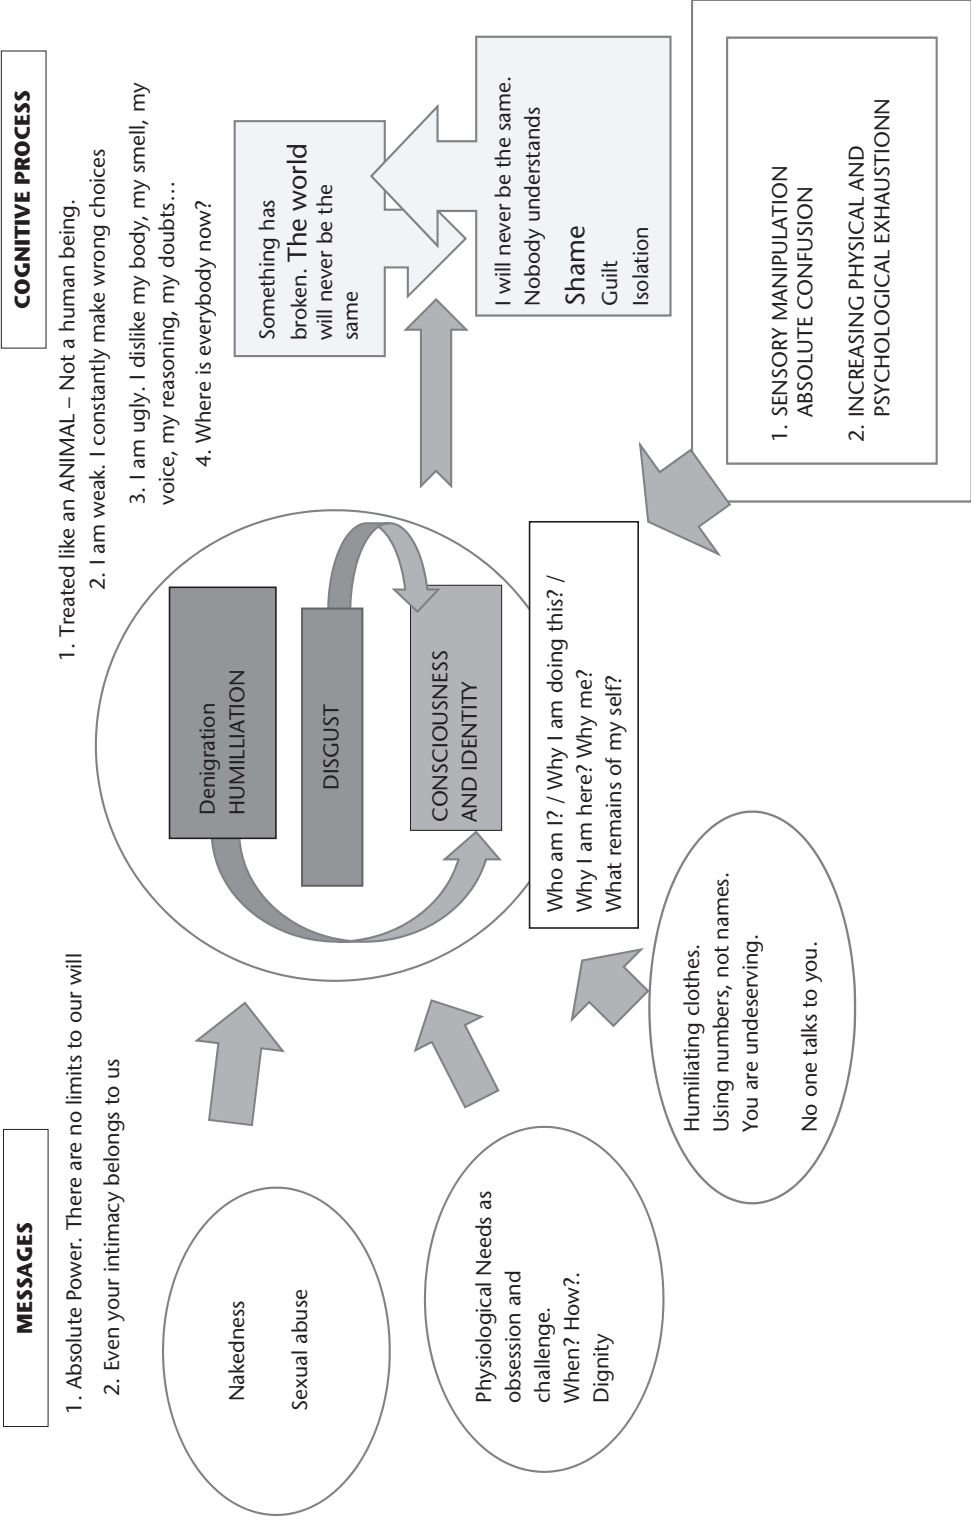 MESSAGES
1. Absolute Power. There are no limits to our will
2. Even your intimacy belongs to us
Nakedness
Sexual abuse
Physiological Needs as
obsession and
challenge.
When? How?.
Dignity
Humiliating clothes.
Using numbers, not names.
You are undeserving.
No one talks to you.
Denigration
HUMILLIATION
DISGUST
CONSCIOUSNESS
AND IDENTITY
Who am I? / Why I am doing this? /
Why I am here? Why me?
What remains of my self?
COGNITIVE PROCESS
1. Treated like an ANIMAL – Not a human being.
2. I am weak. I constantly make wrong choices
3. I am ugly. I dislike my body, my smell, my
voice, my reasoning, my doubts…
4. Where is everybody now?
Something has
broken. The world
will never be the
same
I will never be the same.
Nobody understands
Shame
Guilt
Isolation
1. SENSORY MANIPULATION
ABSOLUTE CONFUSION
2. INCREASING PHYSICAL AND
PSYCHOLOGICAL EXHAUSTIONN